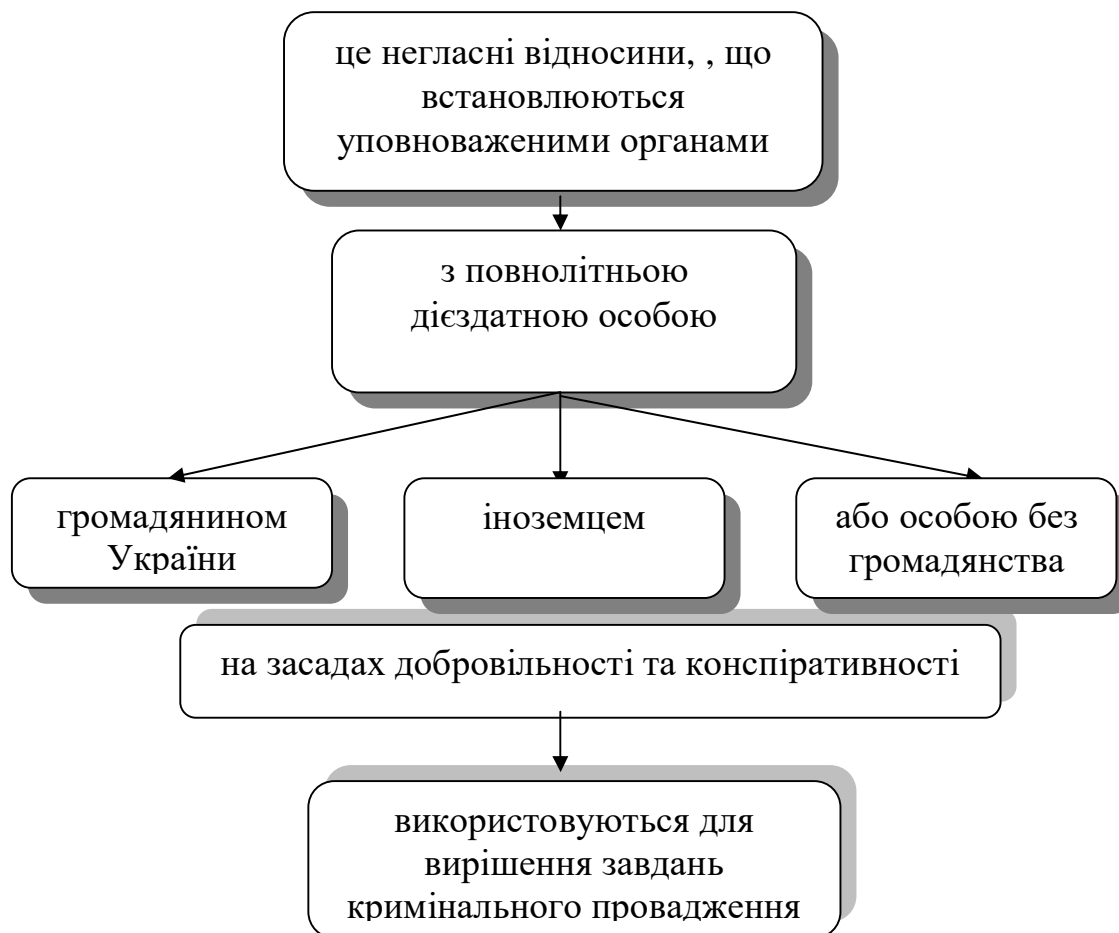 це негласні відносини, , що
встановлюються
уповноваженими органами
з повнолітньою
дієздатною особою
громадянином
України
іноземцем
або особою без
громадянства
на засадах добровільності та конспіративності
використовуються для
вирішення завдань
кримінального провадження